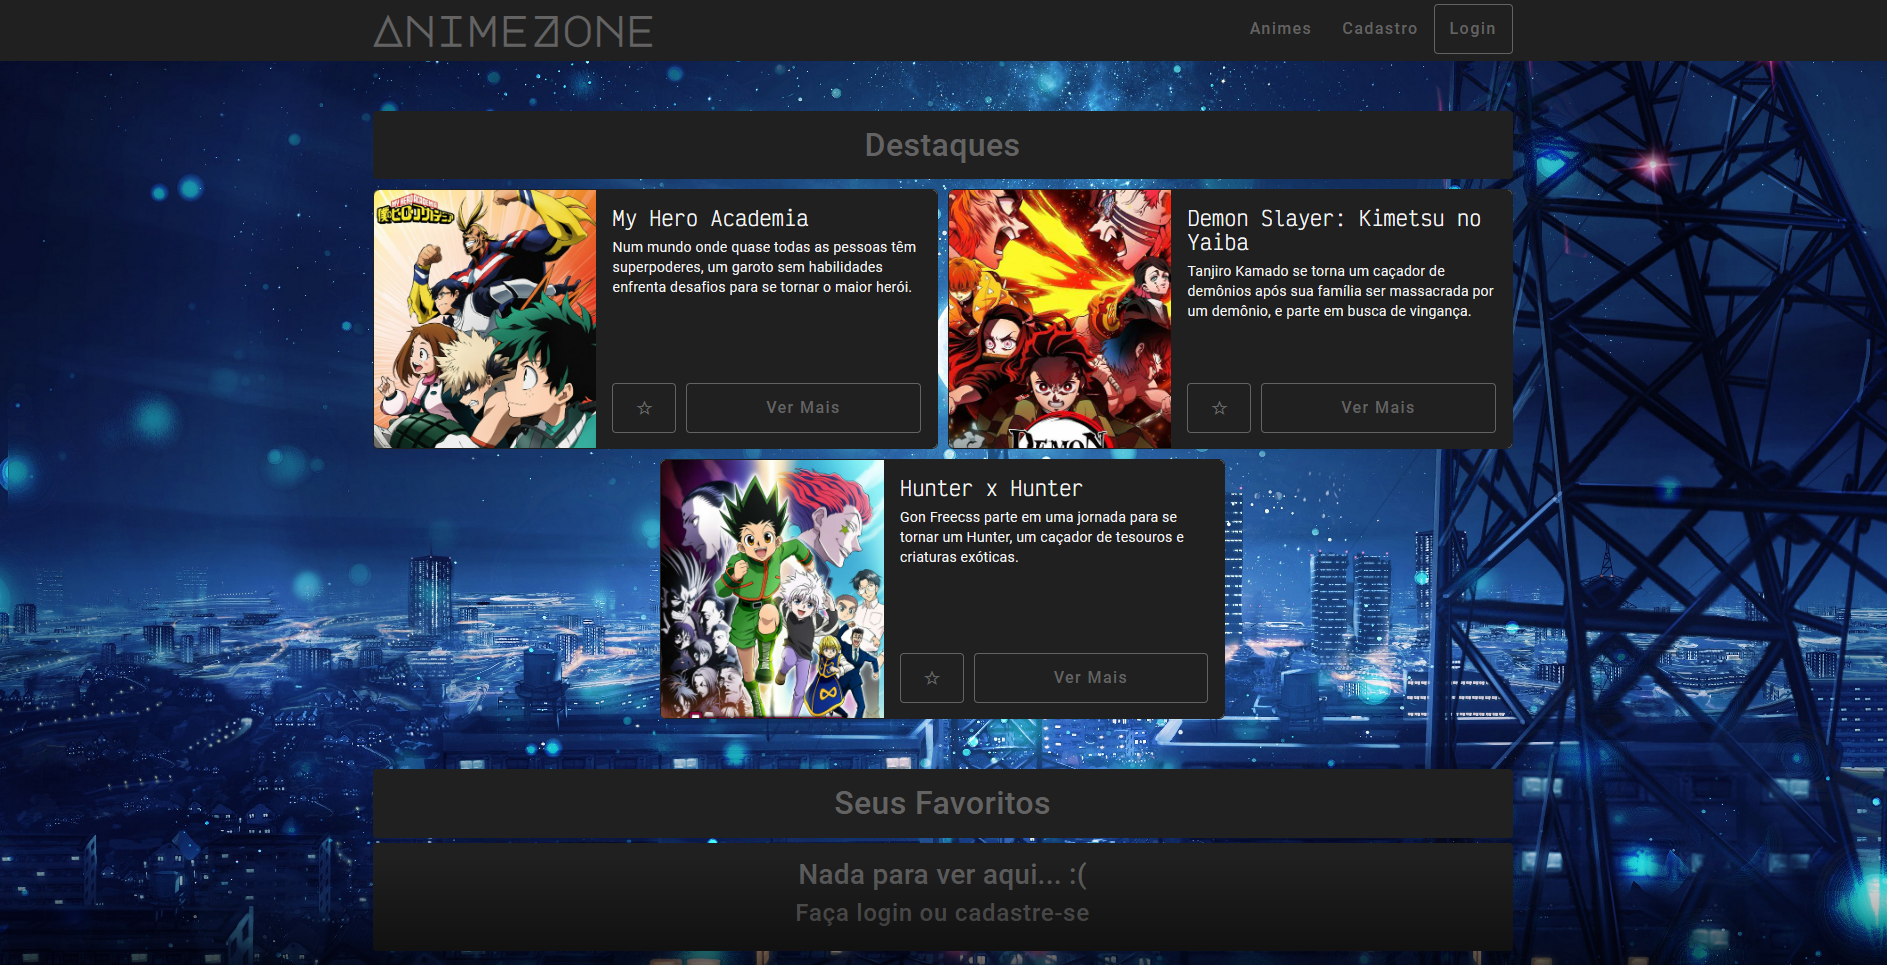 ANIMEZONE
Animes Cadastro Login
Destaques
MY HERO ACADEMIA
My Hero Academia
Num mundo onde quase todas as pessoas têm
superpoderes, um garoto sem habilidades
enfrenta desafios para se tornar o maior herói.
☆ Ver Mais
Demon Slayer: Kimetsu no
Yaiba
Tanjiro Kamado se torna um caçador de
demônios após sua família ser massacrada por
um demônio, e parte em busca de vingança.
☆ Ver Mais
DEMON
Hunter x Hunter
Gon Freecss parte em uma jornada para se
tornar um Hunter, um caçador de tesouros e
criaturas exóticas.
☆ Ver Mais
Seus Favoritos
Nada para ver aqui... :(
Faça login ou cadastre-se